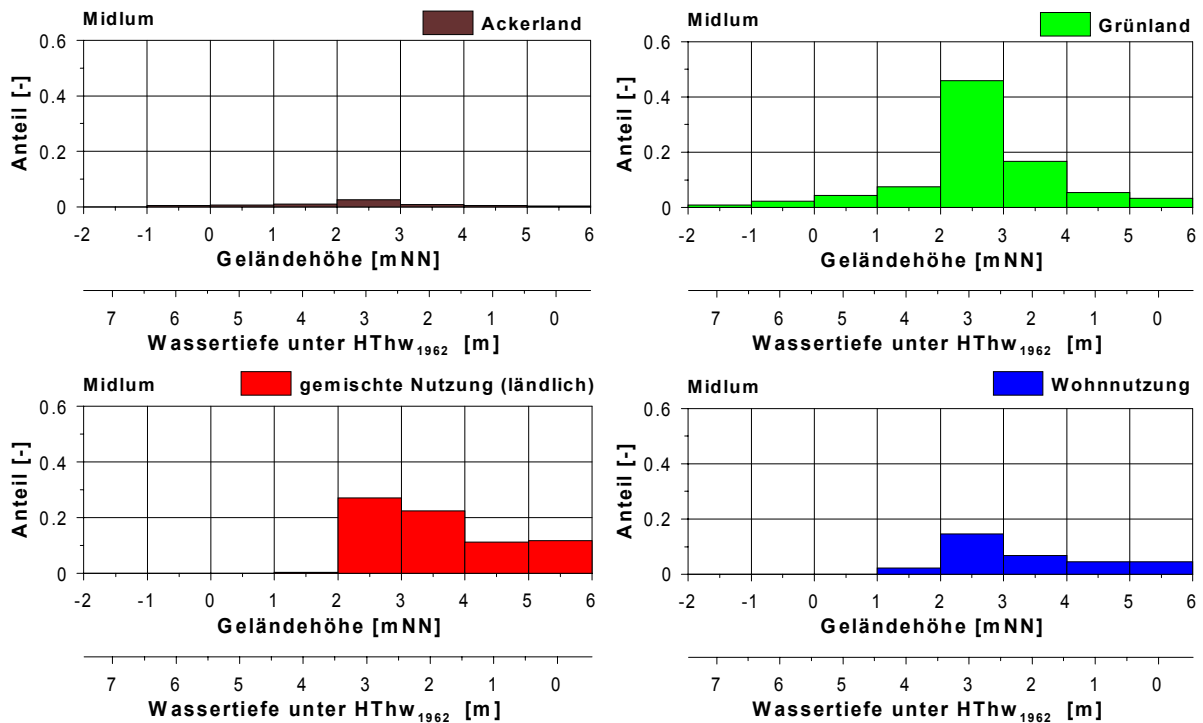 Midlum
Ackerland
0.6
0.4
0.2
0
Anteil [-]
-2 -1 0 1 2 3 4 5 6
Geländehöhe [mNN]
7 6 5 4 3 2 1 0
Wassertiefe unter HThw1962 [m]
Midlum
Grünland
0.6
0.4
0.2
0
Anteil [-]
-2 -1 0 1 2 3 4 5 6
Geländehöhe [mNN]
7 6 5 4 3 2 1 0
Wassertiefe unter HThw1962 [m]
Midlum
gemischte Nutzung (ländlich)
0.6
0.4
0.2
0
Anteil [-]
-2 -1 0 1 2 3 4 5 6
Geländehöhe [mNN]
7 6 5 4 3 2 1 0
Wassertiefe unter HThw1962 [m]
Midlum
Wohnnutzung
0.6
0.4
0.2
0
Anteil [-]
-2 -1 0 1 2 3 4 5 6
Geländehöhe [mNN]
7 6 5 4 3 2 1 0
Wassertiefe unter HThw1962 [m]